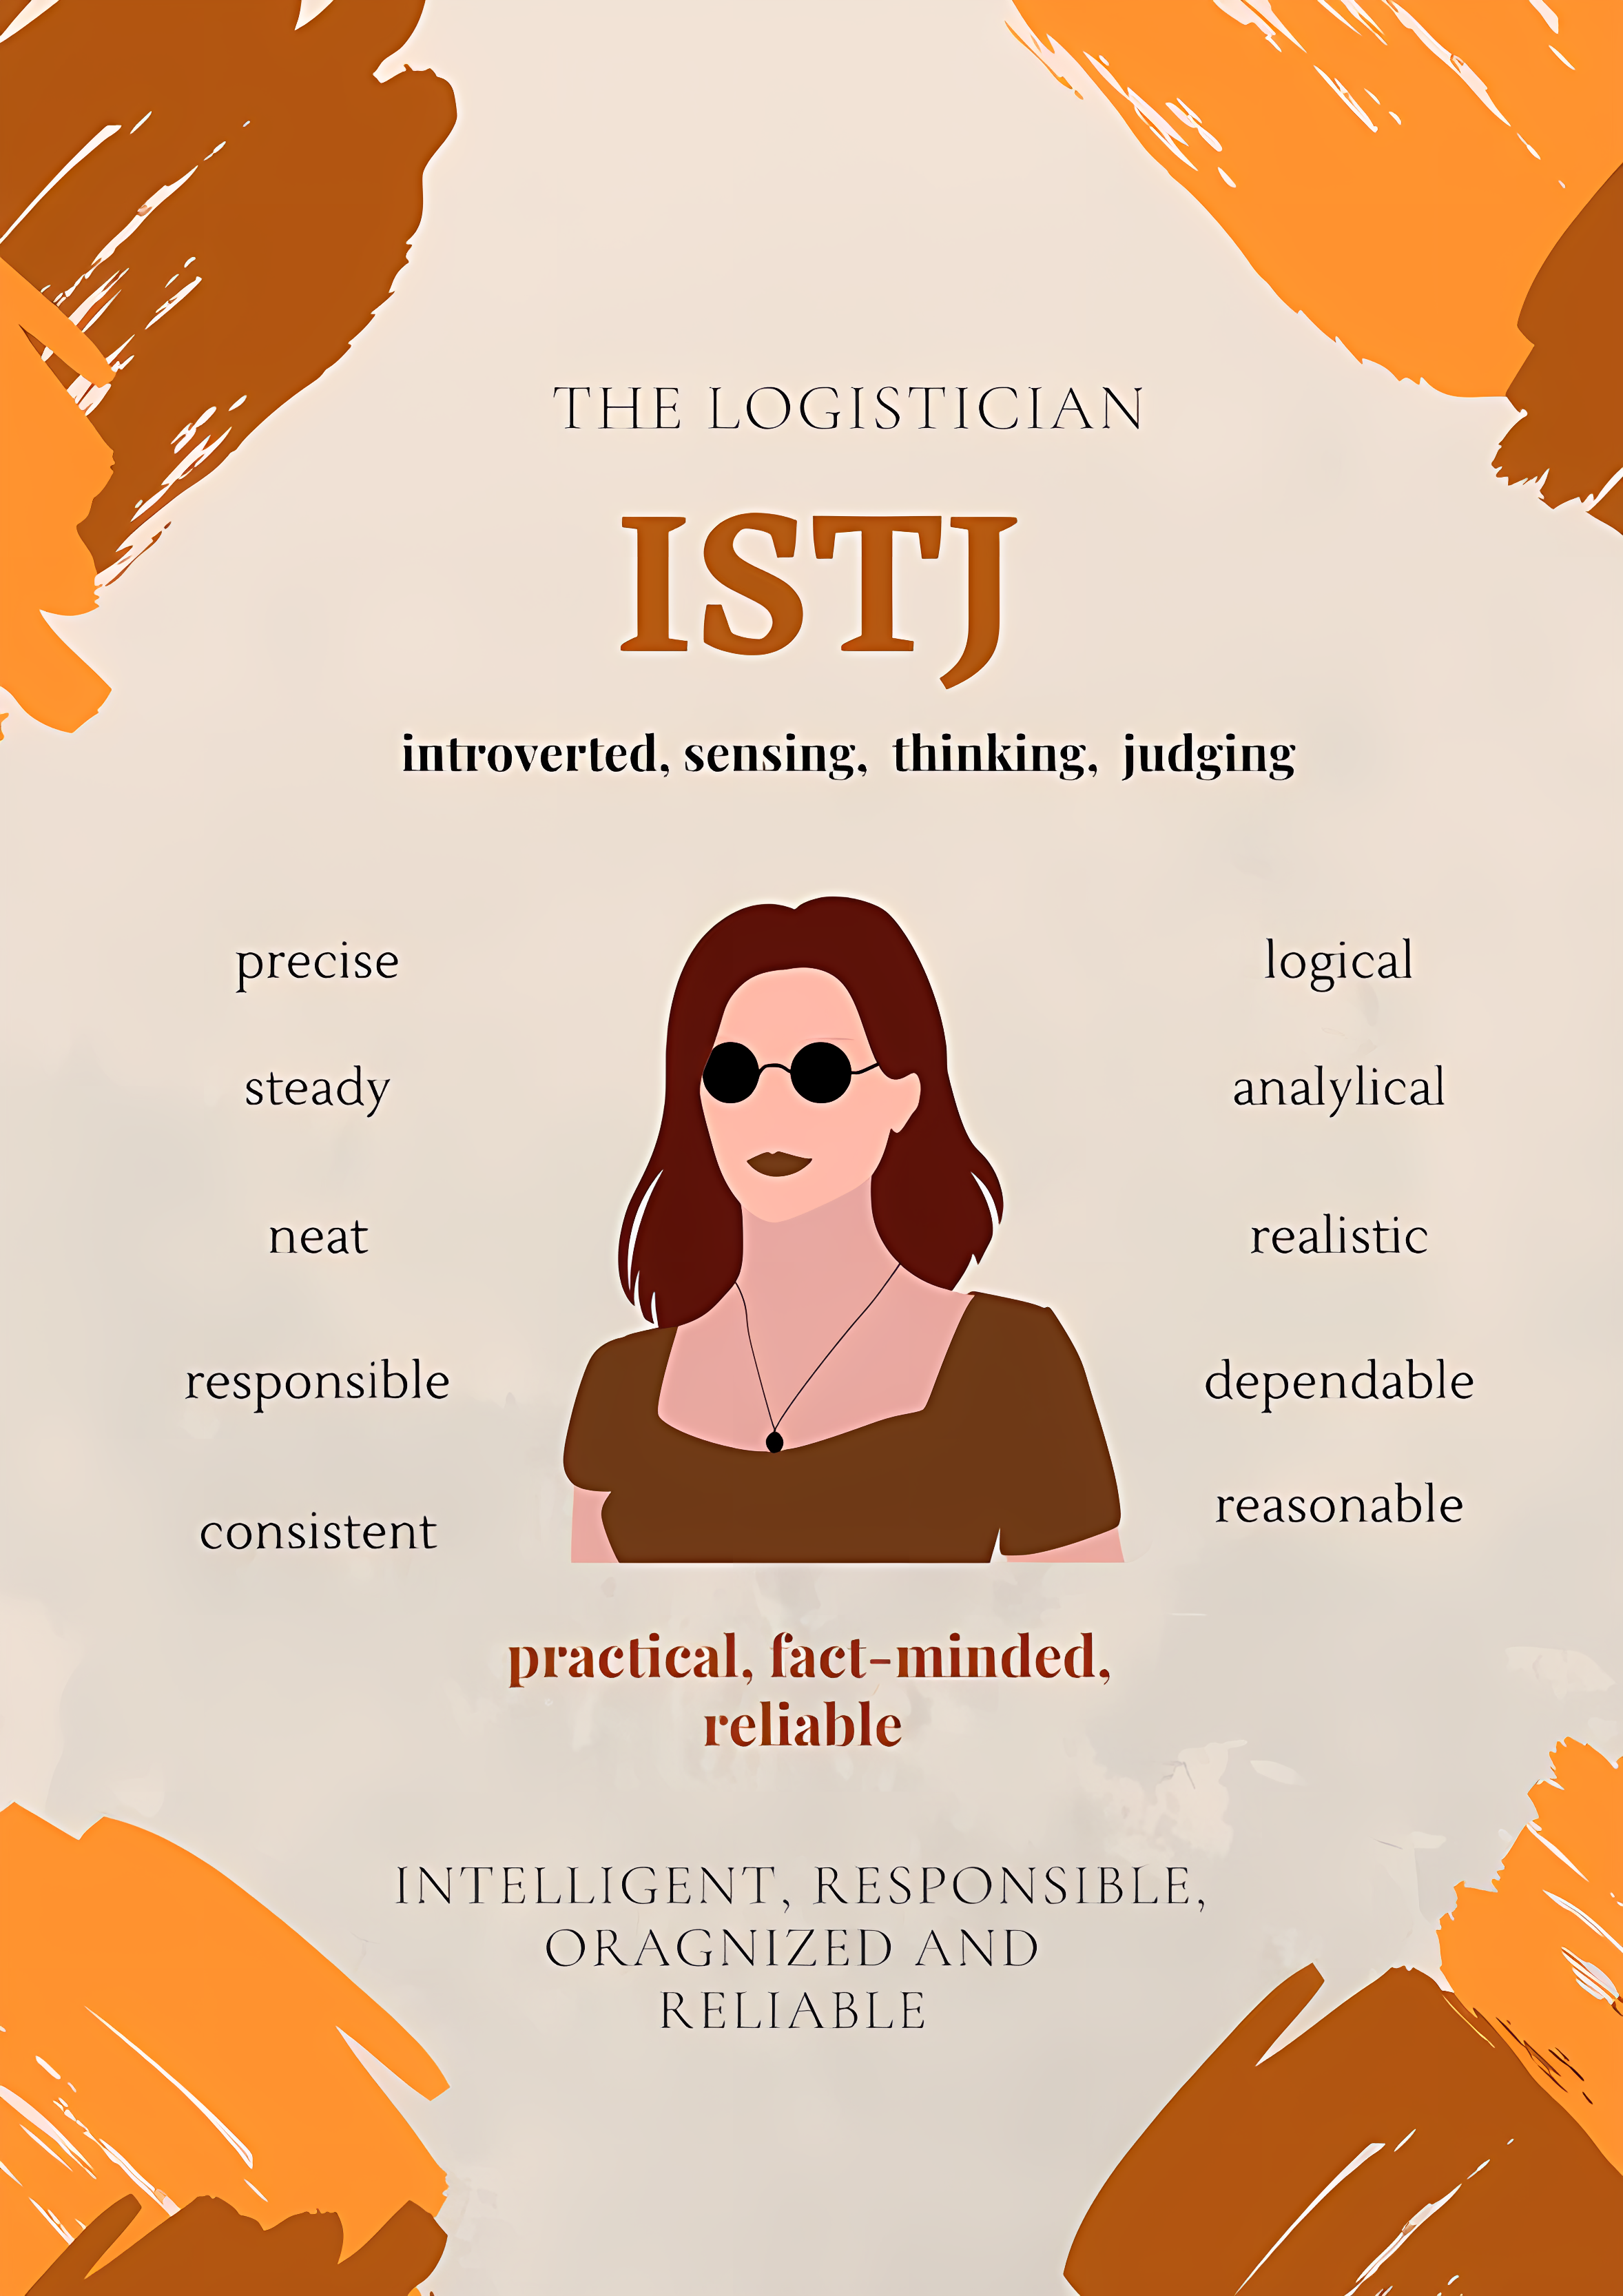 THE LOGISTICIAN
ISTJ
introverted, sensing, thinking, judging
precise
logical
steady
analylical
neat
realistic
responsible
dependable
consistent
reasonable
practical, fact-minded,
reliable
INTELLIGENT, RESPONSIBLE,
ORAGNIZED AND
RELIABLE